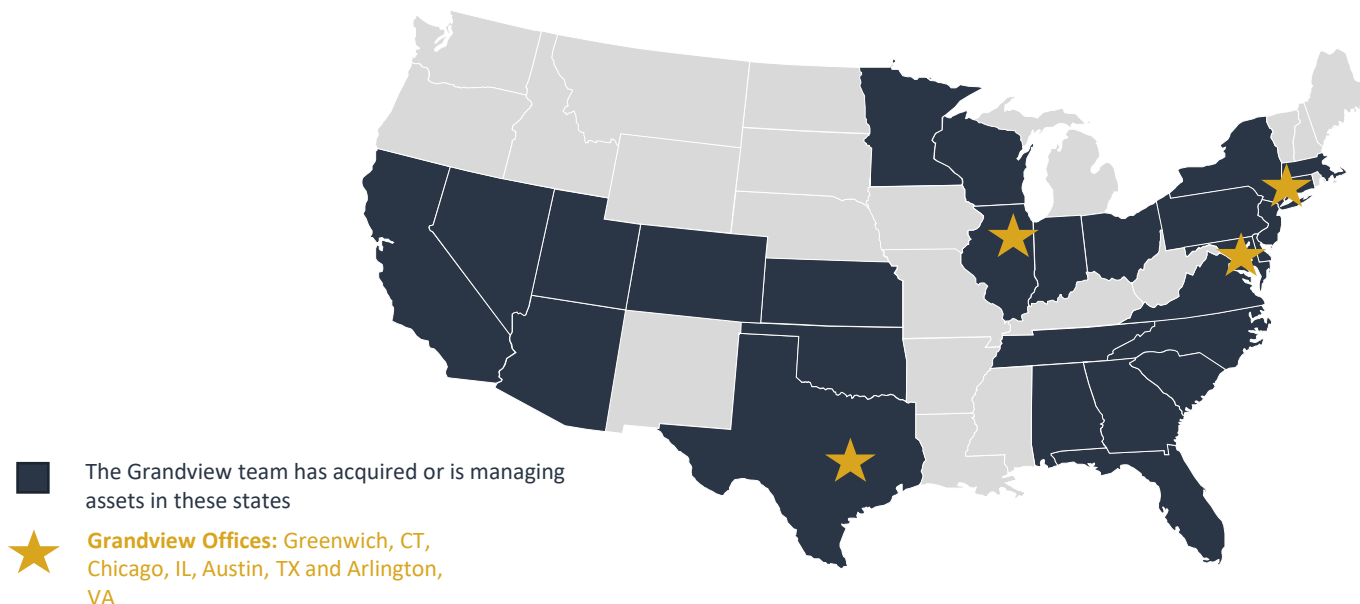 The Grandview team has acquired or is managing
assets in these states
Grandview Offices: Greenwich, CT,
Chicago, IL, Austin, TX and Arlington,
VA